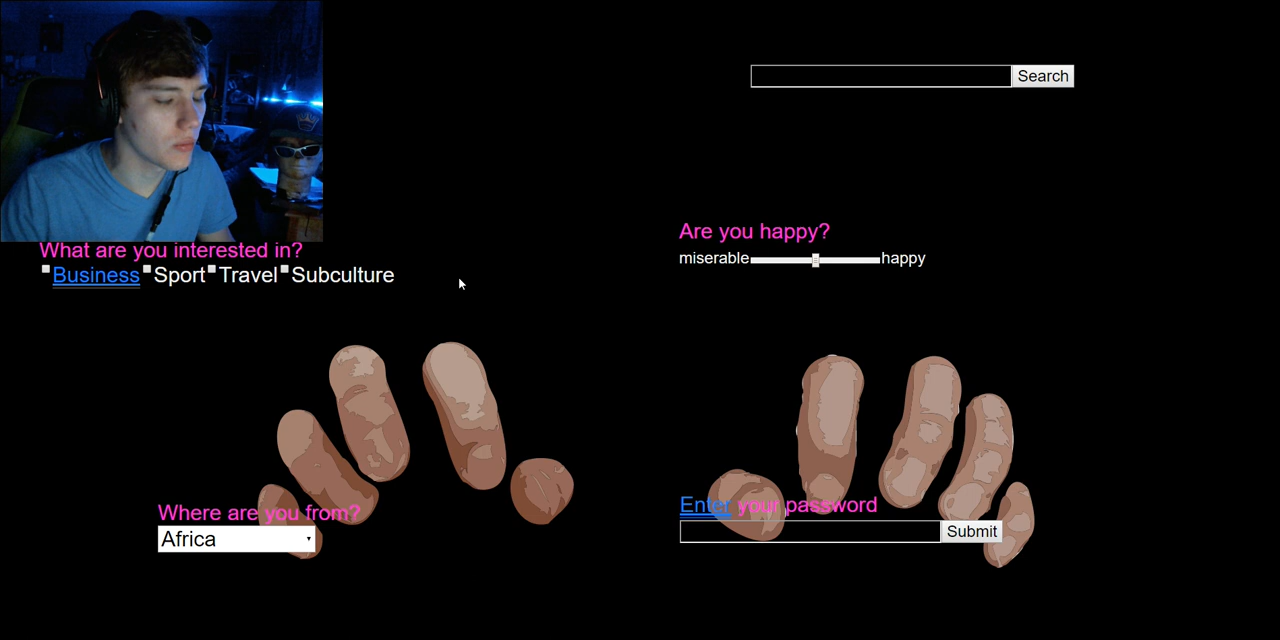 Search
What are you interested in?
Business Sport Travel Subculture
Are you happy?
miserable happy
Where are you from?
Africa
Enter your password
Submit